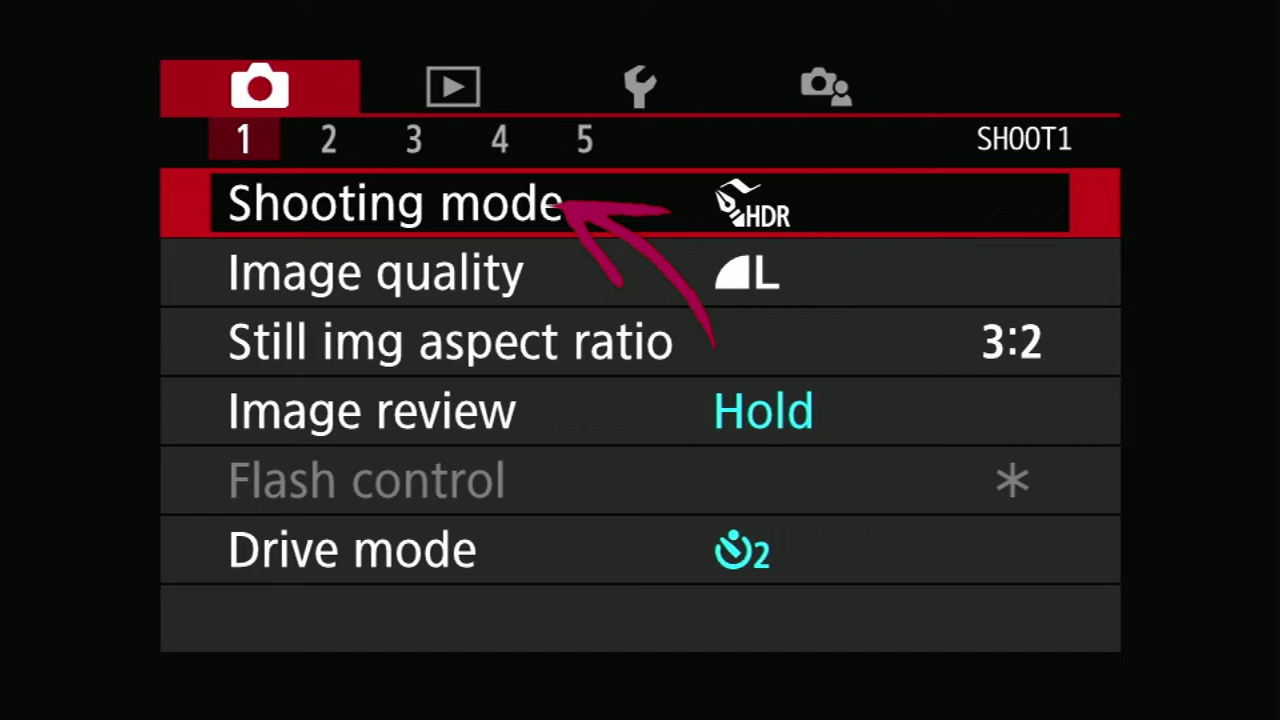 1 2 3 4 5 SHOOT1
Shooting mode HDR
Image quality L
Still img aspect ratio 3:2
Image review Hold
Flash control
Drive mode 2